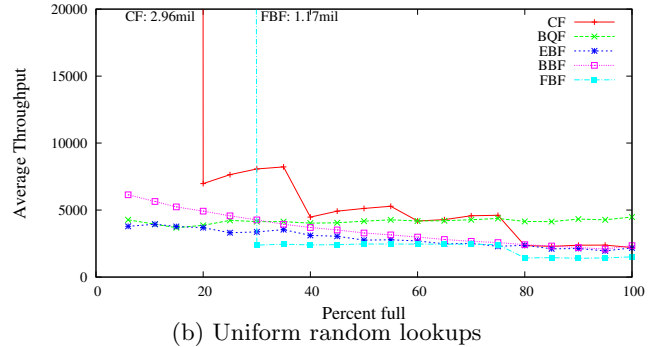 CF: 2.96mil FBF: 1.17mil
20000
15000
10000
5000
0
Average Throughput
CF
BQF
EBF
BBF
FBF
0 20 40 60 80 100
Percent full
(b) Uniform random lookups